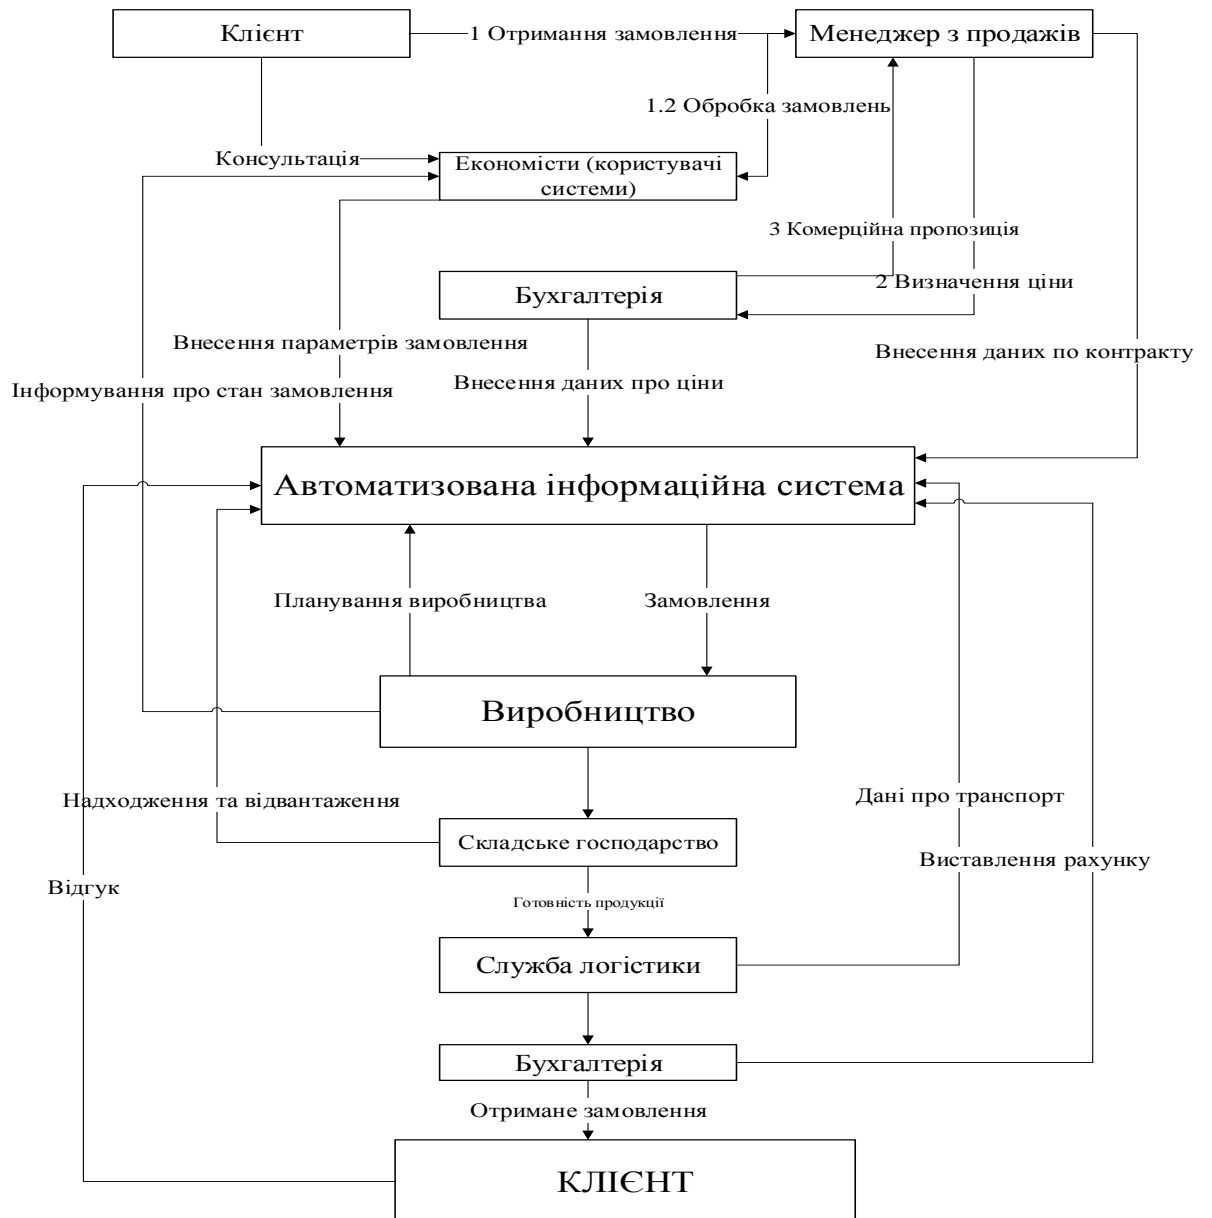 Клієнт
1 Отримання замовлення
Менеджер з продажів
1.2 Обробка замовлень
Консультація
Економісти (користувачі
системи)
3 Комерційна пропозиція
Бухгалтерія
2 Визначення ціни
Внесення параметрів замовлення
Внесення даних по контракту
Інформування про стан замовлення
Внесення даних про ціни
Автоматизована інформаційна система
Планування виробництва
Замовлення
Виробництво
Надходження та відвантаження
Дані про транспорт
Складське господарство
Виставлення рахунку
Відгук
Готовність продукції
Служба логістики
Бухгалтерія
Отримане замовлення
КЛІЄНТ